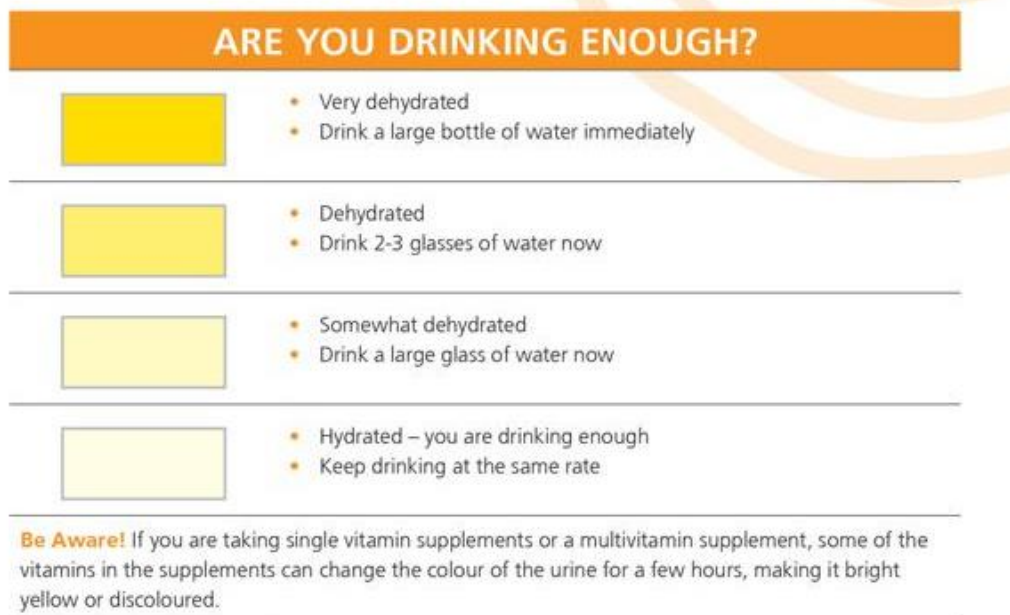 ARE YOU DRINKING ENOUGH?
• Very dehydrated
• Drink a large bottle of water immediately
• Dehydrated
• Drink 2-3 glasses of water now
• Somewhat dehydrated
• Drink a large glass of water now
• Hydrated – you are drinking enough
• Keep drinking at the same rate
Be Aware! If you are taking single vitamin supplements or a multivitamin supplement, some of the
vitamins in the supplements can change the colour of the urine for a few hours, making it bright
yellow or discoloured.